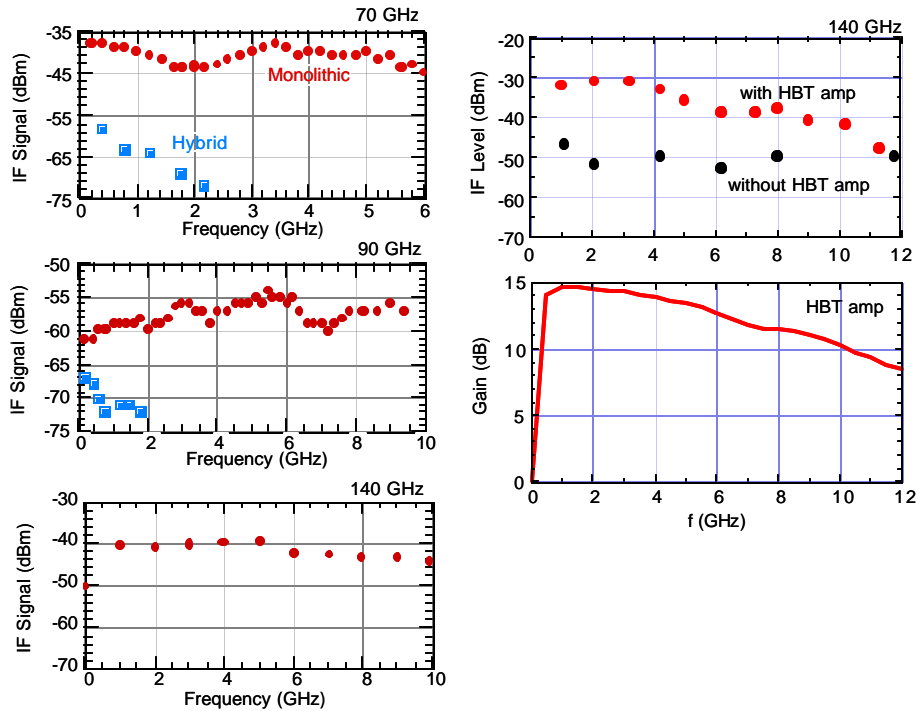 70 GHz
-35
-45
-55
-65
-75
IF Signal (dBm)
Monolithic
Hybrid
0 1 2 3 4 5 6
Frequency (GHz)
90 GHz
-50
-55
-60
-65
-70
-75
IF Signal (dBm)
0 2 4 6 8 10
Frequency (GHz)
140 GHz
-30
-40
-50
-60
-70
IF Signal (dBm)
0 2 4 6 8 10
Frequency (GHz)
140 GHz
-20
-30
-40
-50
-60
-70
IF Level (dBm)
with HBT amp
without HBT amp
0 2 4 6 8 10 12
15
10
5
0
Gain (dB)
HBT amp
0 2 4 6 8 10 12
f (GHz)